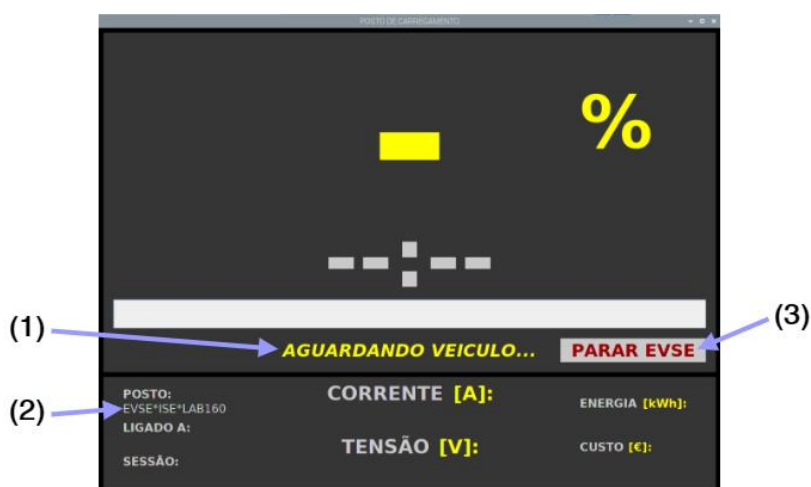 POSTO DE CARREGAMENTO
- %
--:--
(1)
(3)
AGUARDANDO VEICULO...
PARAR EVSE
(2)
POSTO:
EVSE*ISE*LAB160
LIGADO A:
SESSÃO:
CORRENTE [A]:
TENSÃO [V]:
ENERGIA [kWh]:
CUSTO [€]: